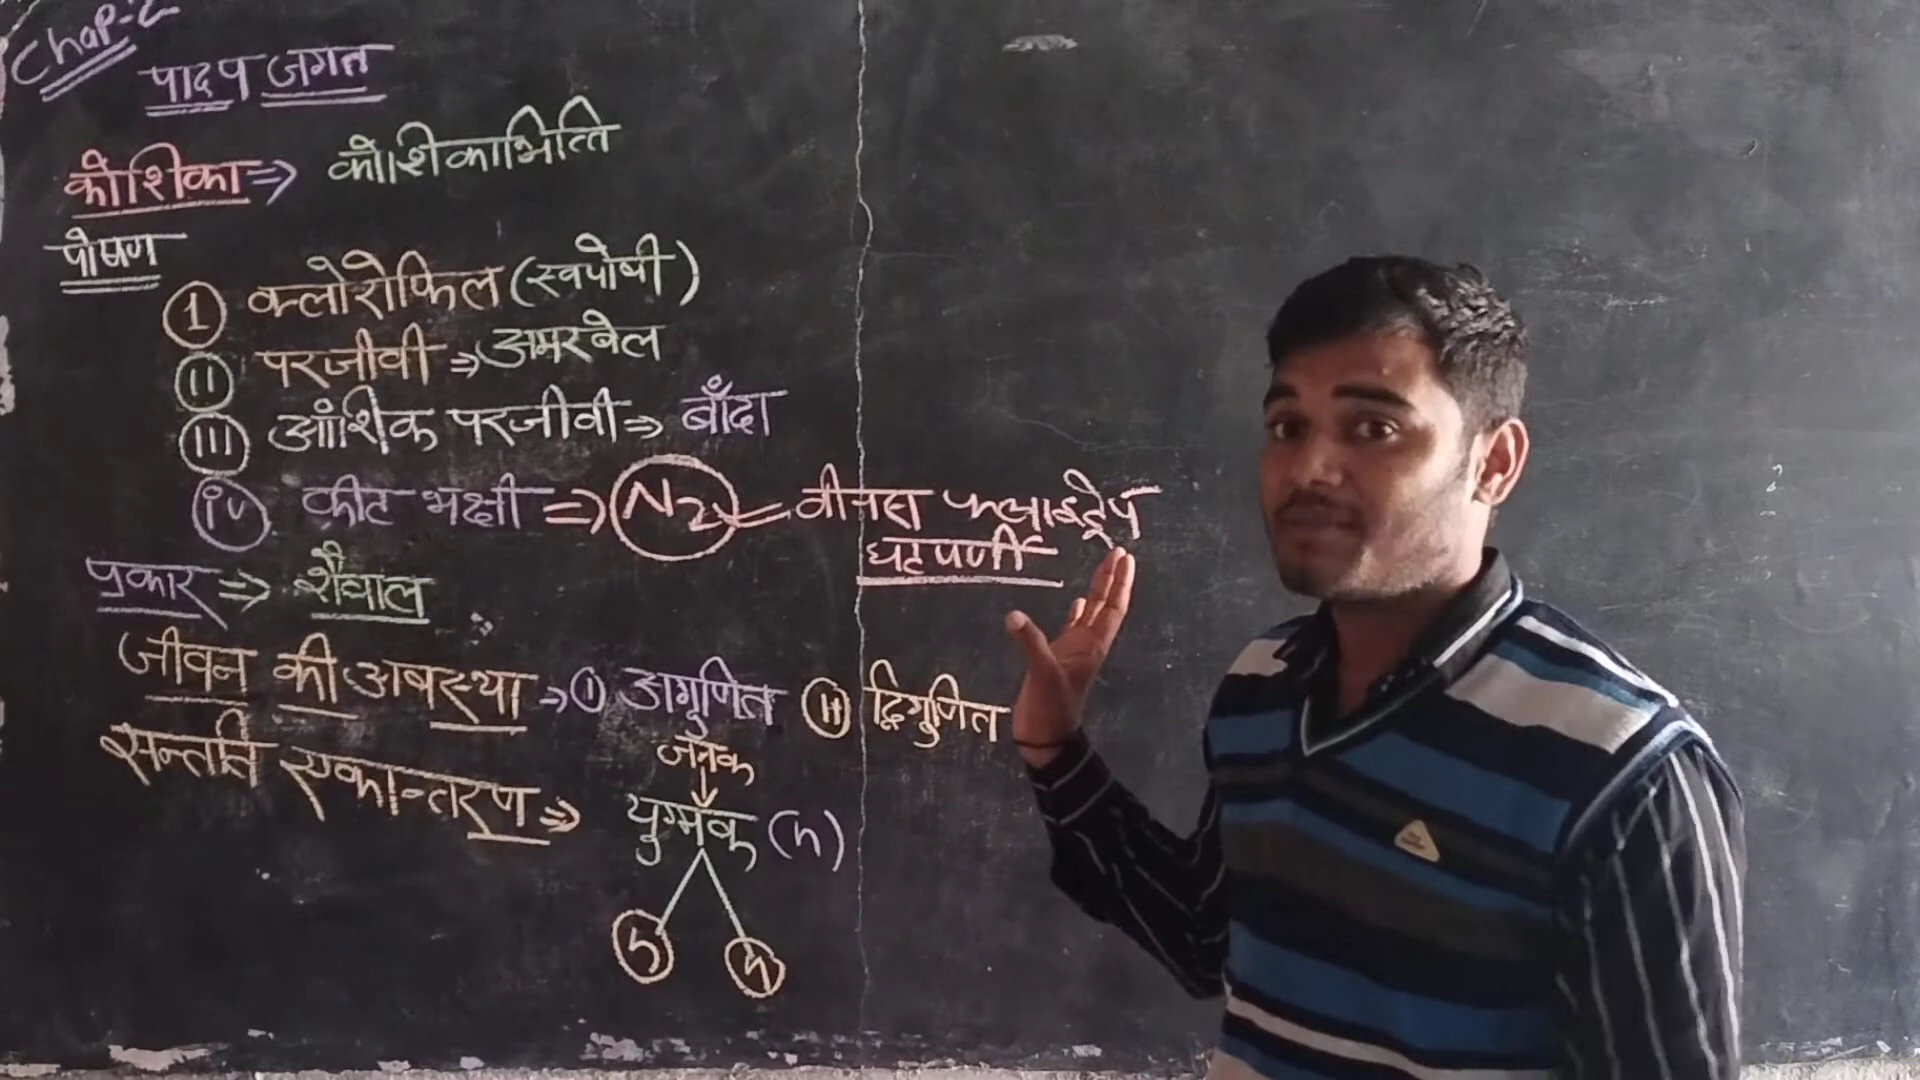 Chap-2
पादप जगत
कोशिका ⇒ कोशिकाभित्ति
पोषण
① क्लोरोफिल (स्वपोषी)
ⅱ परजीवी ⇒ अमरबेल
ⅲ आंशिक परजीवी ⇒ बाँदा
ⅳ कीट भक्षी ⇒ N2 वीनस फ्लाइट्रेप
घटपर्णी
प्रकार ⇒ शैवाल
जीवन की अवस्था → ⅰ अगुणित ⅱ द्विगुणित
सन्तति एकान्तरण ⇒ जनक
युग्मक (n)